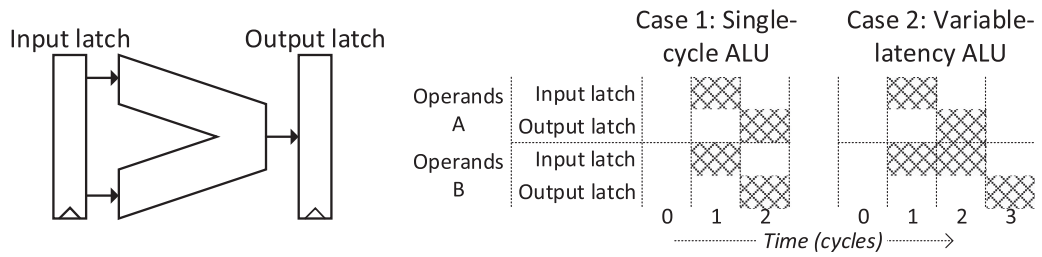 Input latch
Output latch
Case 1: Single-
cycle ALU
Case 2: Variable-
latency ALU
Operands
A
Input latch
Output latch
Operands
B
Input latch
Output latch
0 1 2
0 1 2 3
Time (cycles)